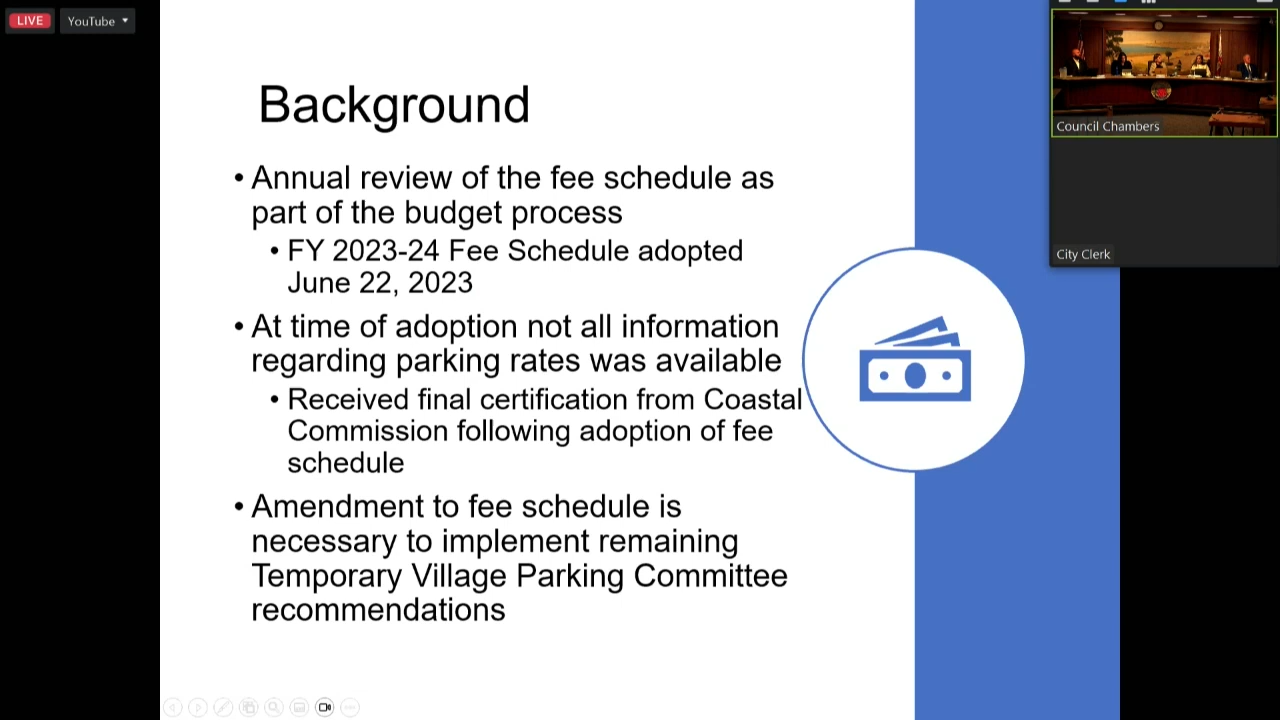 LIVE
YouTube
Background
• Annual review of the fee schedule as
part of the budget process
• FY 2023-24 Fee Schedule adopted
June 22, 2023
• At time of adoption not all information
regarding parking rates was available
• Received final certification from Coastal
Commission following adoption of fee
schedule
• Amendment to fee schedule is
necessary to implement remaining
Temporary Village Parking Committee
recommendations
Council Chambers
City Clerk